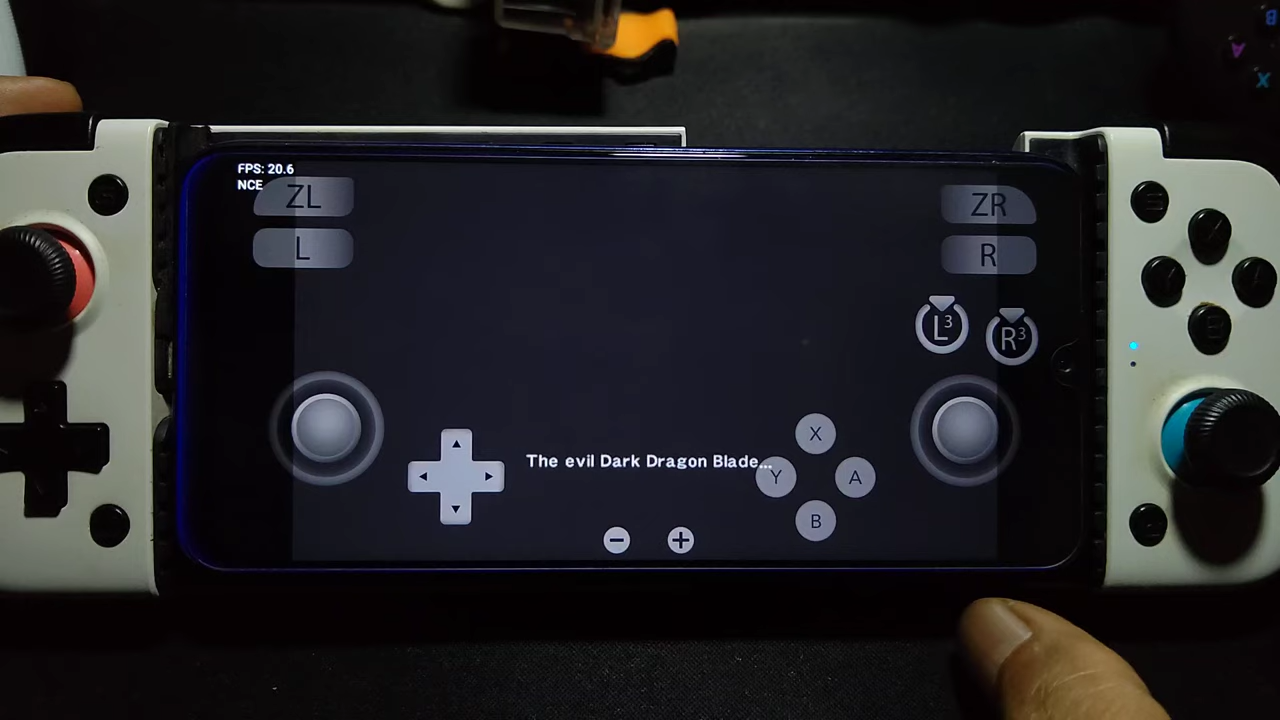 FPS: 20.6
NCE
ZL
L
ZR
R
L3
R3
The evil Dark Dragon Blade...
X
Y
A
B